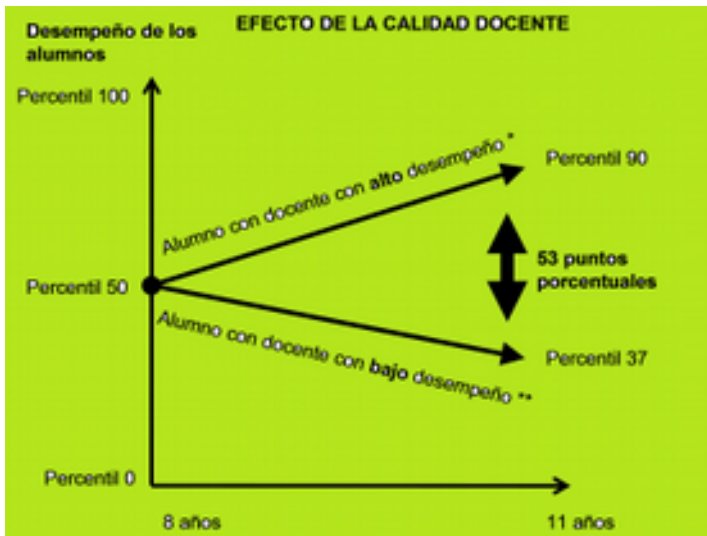 EFECTO DE LA CALIDAD DOCENTE
Desempeño de los
alumnos
Percentil 100
Alumno con docente con alto desempeño *
Percentil 90
53 puntos
porcentuales
Percentil 50
Alumno con docente con bajo desempeño **
Percentil 37
Percentil 0
8 años
11 años